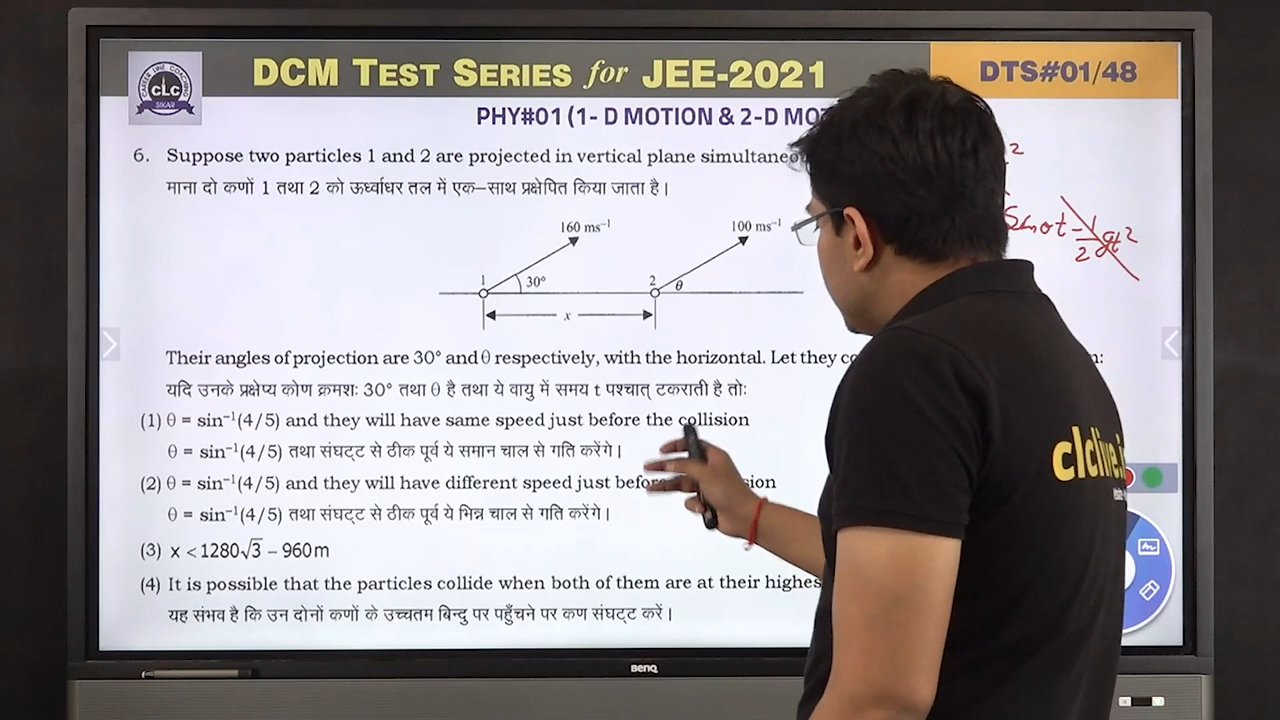 CLC
SIKAR
DCM TEST SERIES for JEE-2021
DTS#01/48
PHY#01 (1- D MOTION & 2-D
6. Suppose two particles 1 and 2 are projected in vertical plane
माना दो कणों 1 तथा 2 को ऊर्ध्वाधर तल में एक–साथ प्रक्षेपित किया जाता है।
2
160 ms⁻¹
100 ms⁻¹
t - 1/2 gt²
1
30°
2
θ
x
Their angles of projection are 30° and θ respectively, with the horizontal. Let they
यदि उनके प्रक्षेप्य कोण क्रमशः 30° तथा θ है तथा ये वायु में समय t पश्चात् टकराती है तोः
(1) θ = sin⁻¹(4/5) and they will have same speed just before the collision
θ = sin⁻¹(4/5) तथा संघट्ट से ठीक पूर्व ये समान चाल से गति करेंगे।
(2) θ = sin⁻¹(4/5) and they will have different speed just
θ = sin⁻¹(4/5) तथा संघट्ट से ठीक पूर्व ये भिन्न चाल से गति करेंगे।
(3) x < 1280√3 – 960m
(4) It is possible that the particles collide when both of them are at their
यह संभव है कि उन दोनों कणों के उच्चतम बिन्दु पर पहुँचने पर कण संघट्ट करें।
BenQ